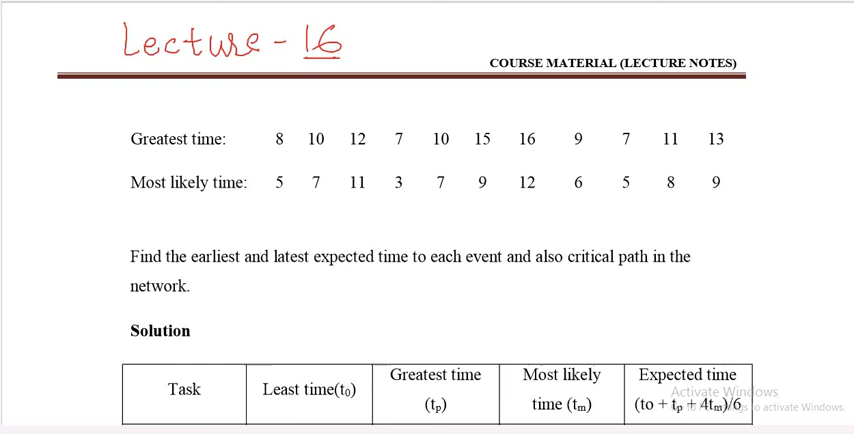 Lecture - 16
COURSE MATERIAL (LECTURE NOTES)
Greatest time: 8 10 12 7 10 15 16 9 7 11 13
Most likely time: 5 7 11 3 7 9 12 6 5 8 9
Find the earliest and latest expected time to each event and also critical path in the
network.
Solution
Task Least time(t0) Greatest time (tp) Most likely time (tm) Expected time (to + tp + 4tm)/6
Activate Windows
to activate Windows.